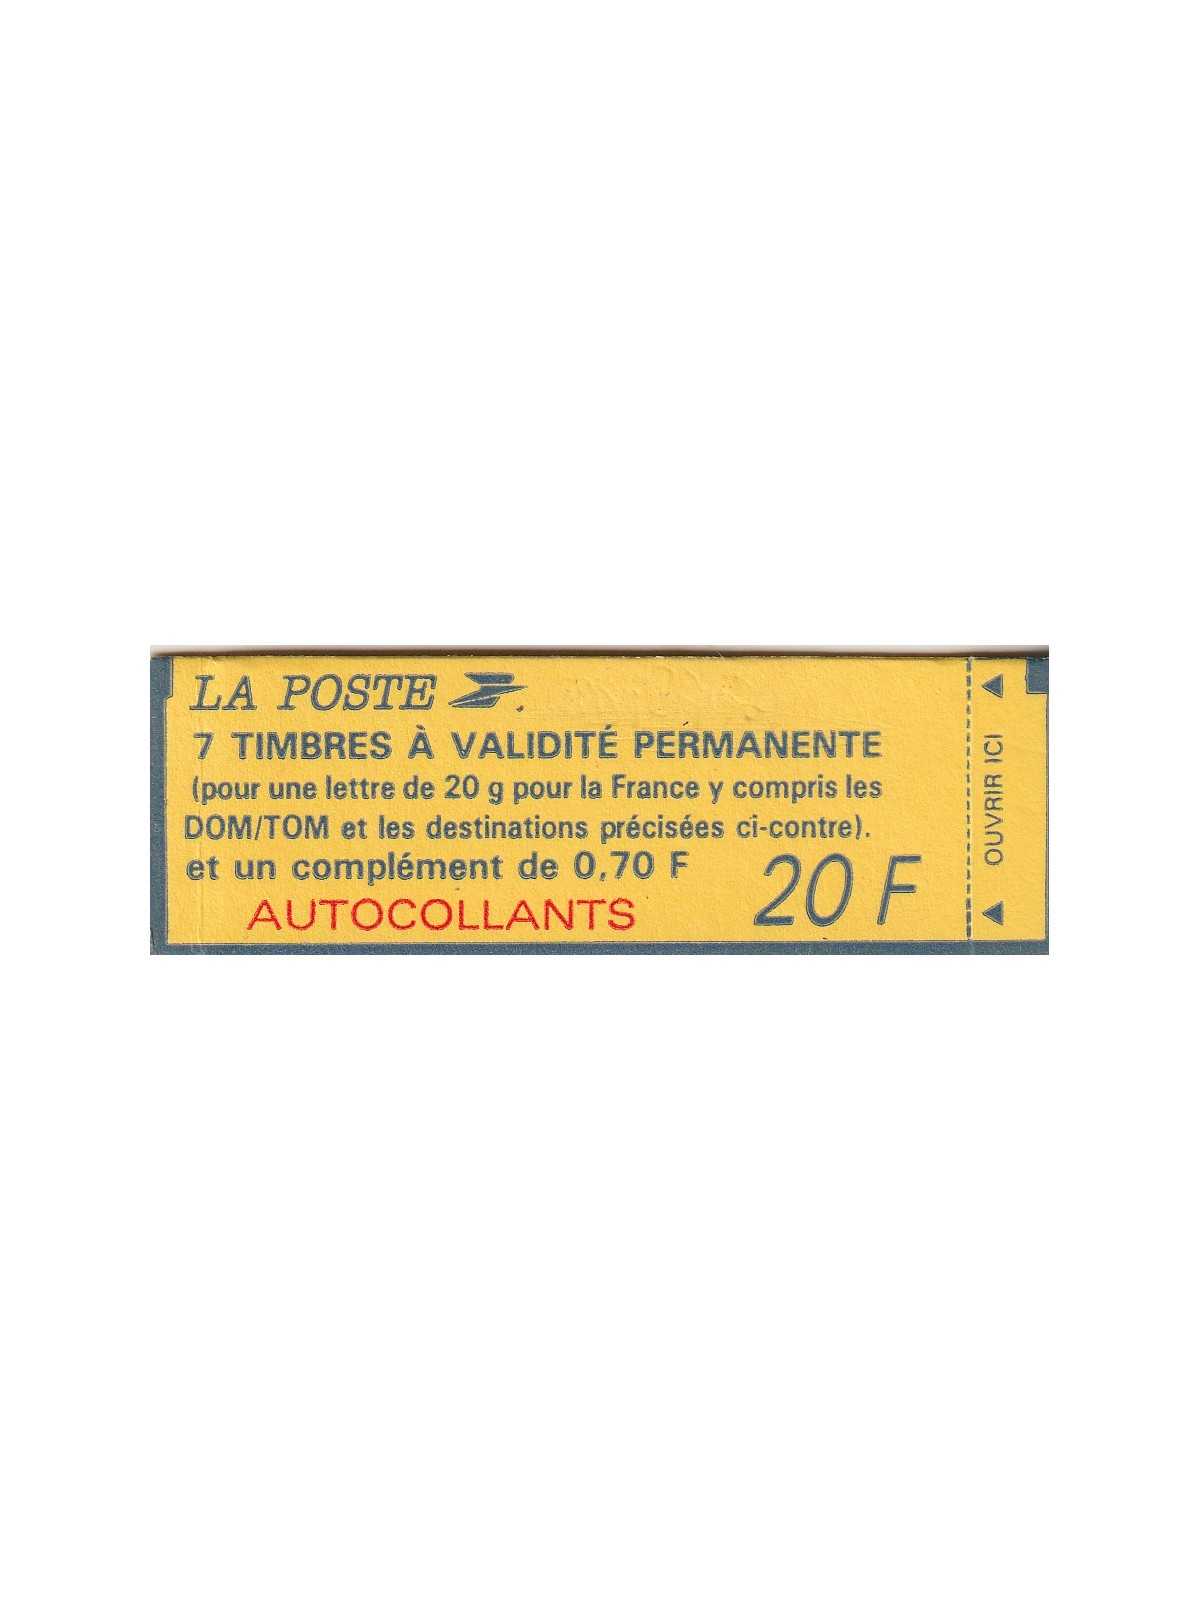 LA POSTE
7 TIMBRES À VALIDITÉ PERMANENTE
(pour une lettre de 20 g pour la France y compris les
DOM/TOM et les destinations précisées ci-contre).
et un complément de 0,70 F
20 F
AUTOCOLLANTS
OUVRIR ICI